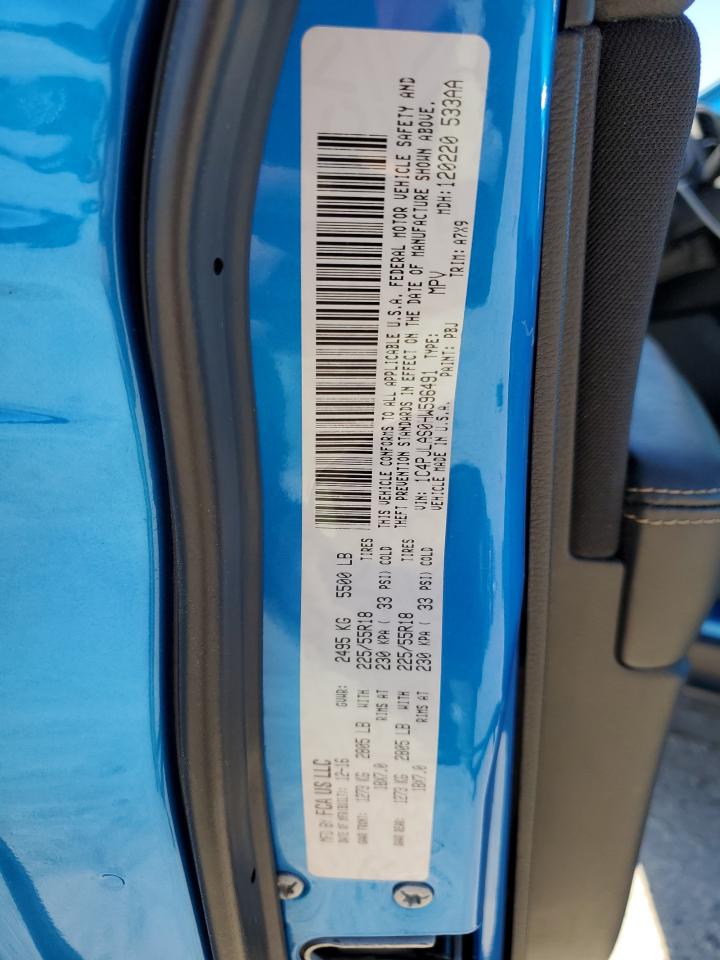 MFD BY FCA US LLC
DATE OF MFR(BUILT): 12-16 GVWR: 2495 KG 5500 LB
GAWR FRONT: 1273 KG 2805 LB WITH 225/55R18 TIRES
18X7.0 RIMS AT 230 KPA ( 33 PSI) COLD
GAWR REAR: 1273 KG 2805 LB WITH 225/55R18 TIRES
18X7.0 RIMS AT 230 KPA ( 33 PSI) COLD
THIS VEHICLE CONFORMS TO ALL APPLICABLE U.S.A. FEDERAL MOTOR VEHICLE SAFETY AND
THEFT PREVENTION STANDARDS IN EFFECT ON THE DATE OF MANUFACTURE SHOWN ABOVE.
VIN: 1C4PJLAS0HW596491 TYPE: MPV MDH: 120220 533AA
VEHICLE MADE IN U.S.A. PAINT: PBJ TRIM: A7X9